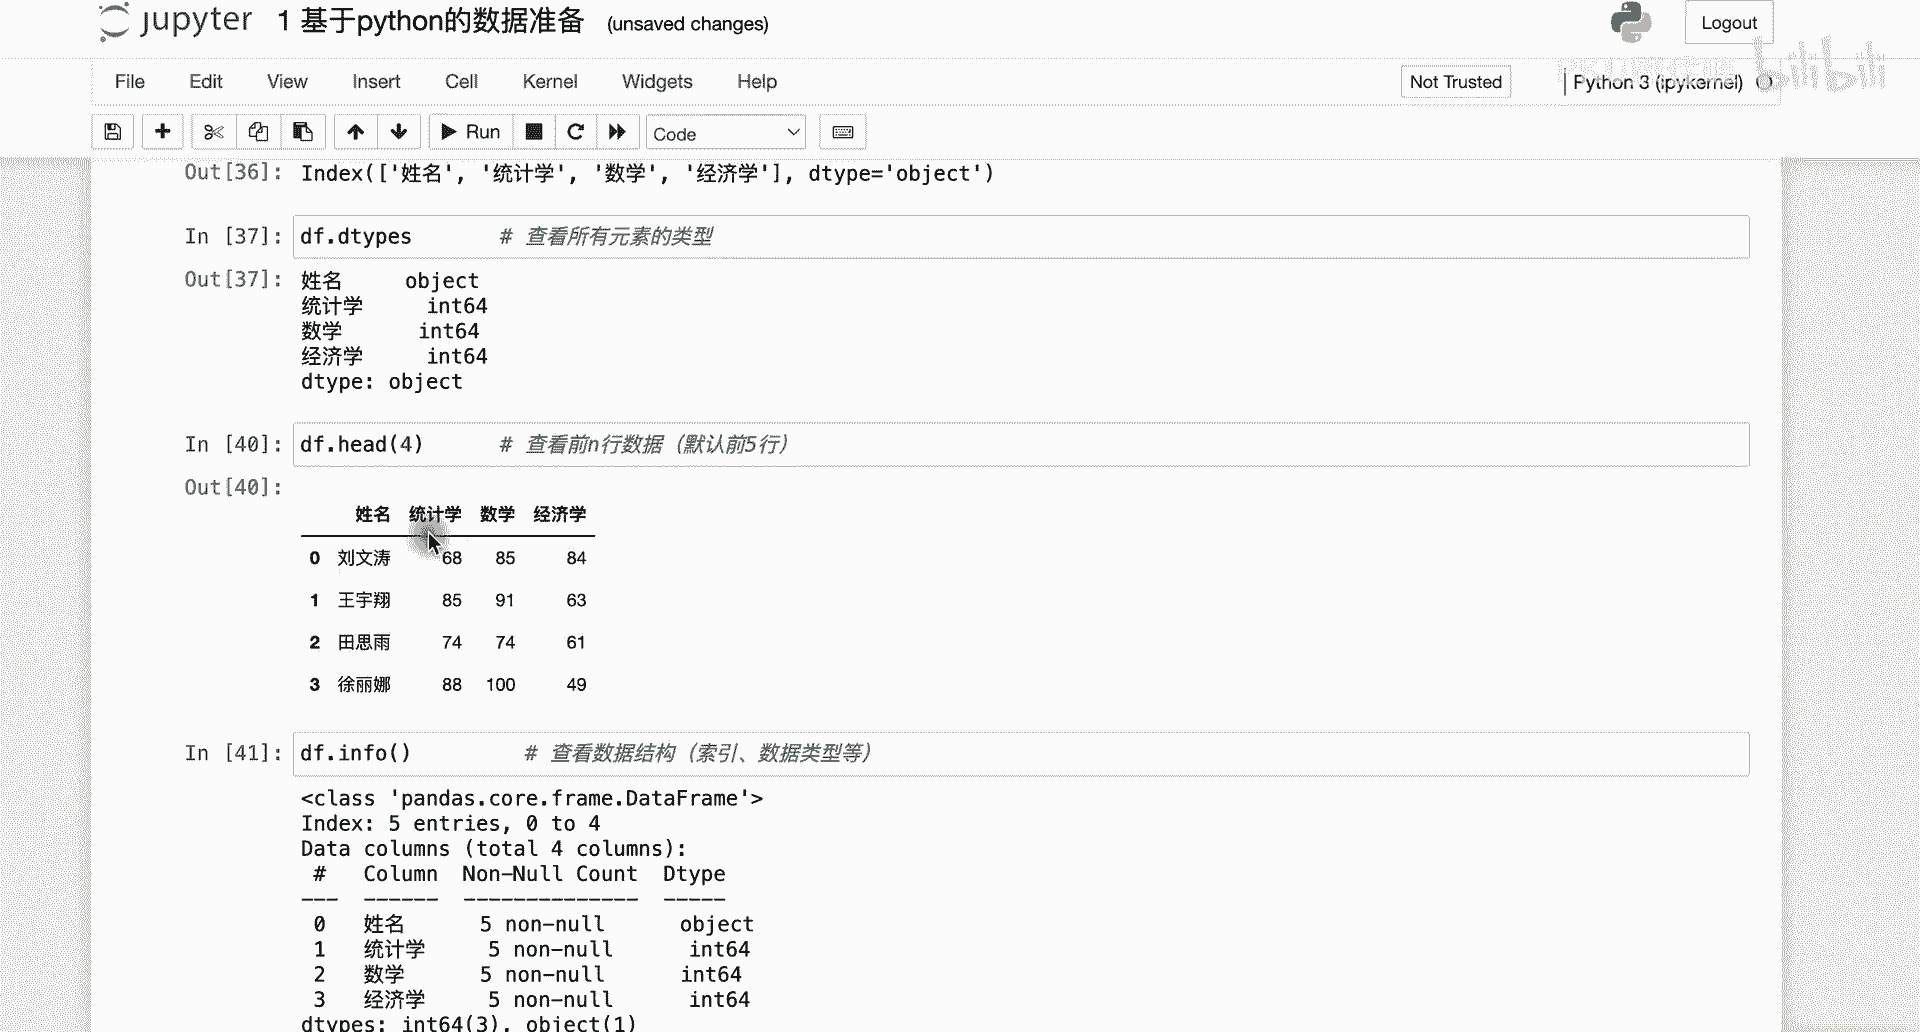 jupyter 1 基于python的数据准备 (unsaved changes) Logout
File Edit View Insert Cell Kernel Widgets Help Not Trusted Python 3 (ipykernel)
bilibili
Run Code
Out[36]: Index(['姓名', '统计学', '数学', '经济学'], dtype='object')
In [37]: df.dtypes # 查看所有元素的类型
Out[37]: 姓名 object
统计学 int64
数学 int64
经济学 int64
dtype: object
In [40]: df.head(4) # 查看前n行数据（默认前5行）
Out[40]:
姓名 统计学 数学 经济学
0 刘文涛 68 85 84
1 王宇翔 85 91 63
2 田思雨 74 74 61
3 徐丽娜 88 100 49
In [41]: df.info() # 查看数据结构（索引、数据类型等）
<class 'pandas.core.frame.DataFrame'>
Index: 5 entries, 0 to 4
Data columns (total 4 columns):
# Column Non-Null Count Dtype
--- ------ -------------- -----
0 姓名 5 non-null object
1 统计学 5 non-null int64
2 数学 5 non-null int64
3 经济学 5 non-null int64
dtypes: int64(3), object(1)